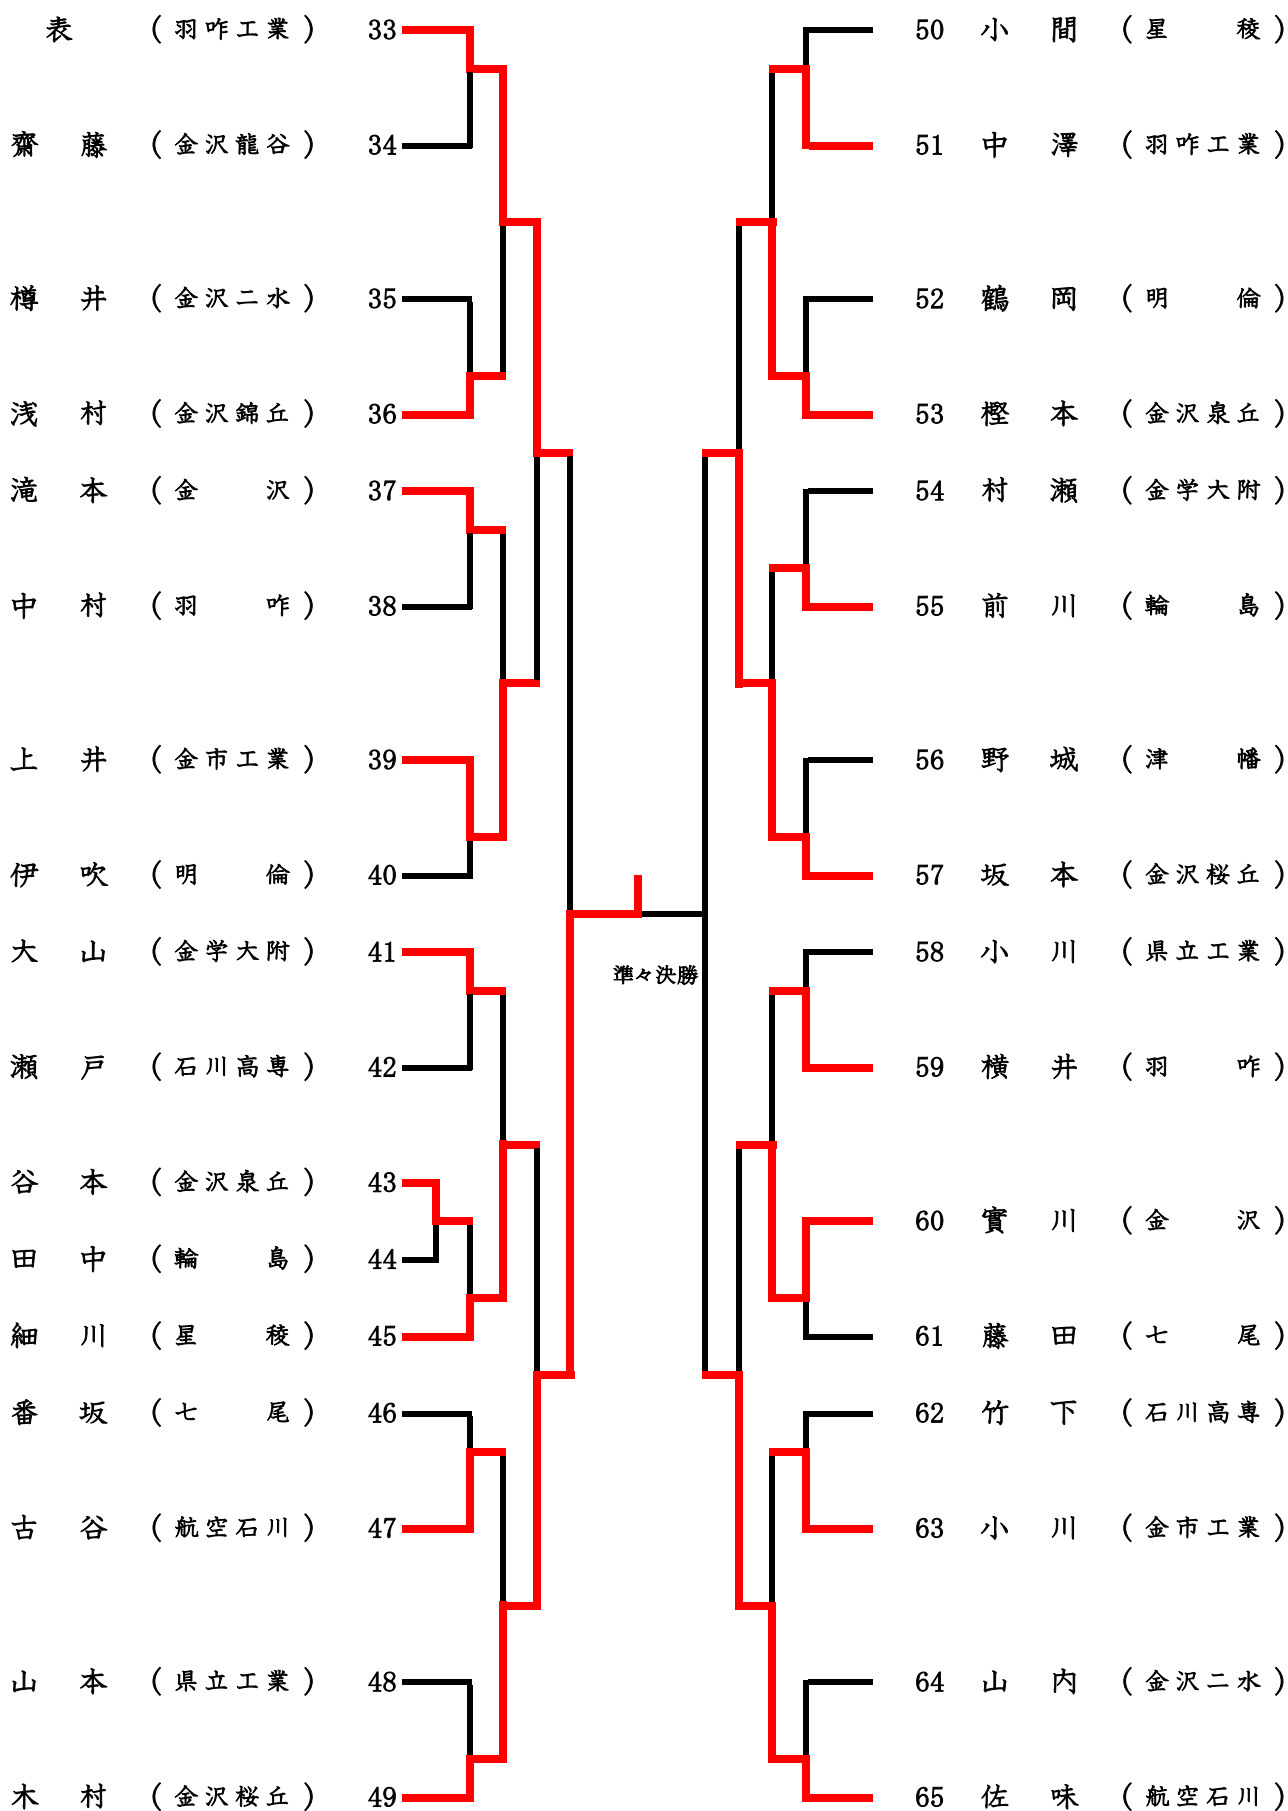 表 (羽咋工業) 33
齋藤 (金沢龍谷) 34
樽井 (金沢二水) 35
浅村 (金沢錦丘) 36
滝本 (金沢) 37
中村 (羽咋) 38
上井 (金市工業) 39
伊吹 (明倫) 40
大山 (金学大附) 41
瀬戸 (石川高専) 42
谷本 (金沢泉丘) 43
田中 (輪島) 44
細川 (星稜) 45
番坂 (七尾) 46
古谷 (航空石川) 47
山本 (県立工業) 48
木村 (金沢桜丘) 49
準々決勝
50 小間 (星稜)
51 中澤 (羽咋工業)
52 鶴岡 (明倫)
53 樫本 (金沢泉丘)
54 村瀬 (金学大附)
55 前川 (輪島)
56 野城 (津幡)
57 坂本 (金沢桜丘)
58 小川 (県立工業)
59 横井 (羽咋)
60 實川 (金沢)
61 藤田 (七尾)
62 竹下 (石川高専)
63 小川 (金市工業)
64 山内 (金沢二水)
65 佐味 (航空石川)